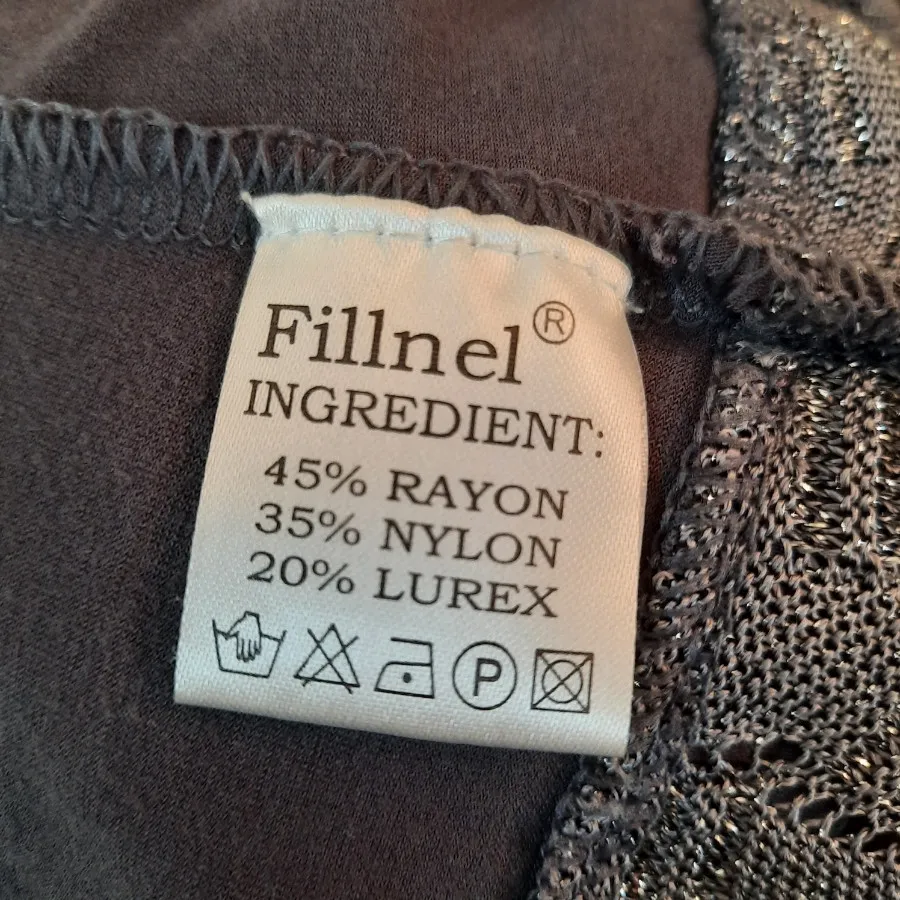 Fillnel®
INGREDIENT:
45% RAYON
35% NYLON
20% LUREX
P